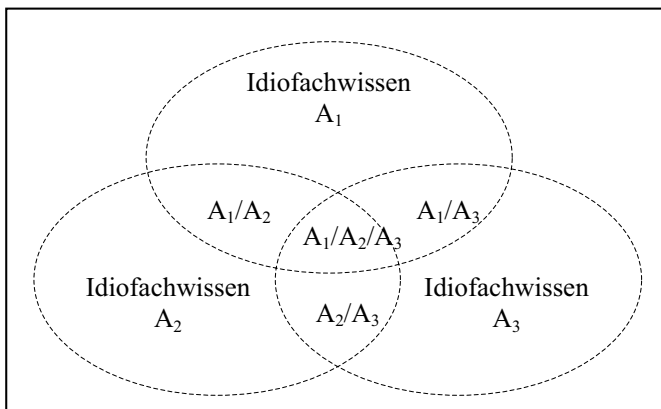 Idiofachwissen
A₁
A₁/A₂
A₁/A₃
A₁/A₂/A₃
Idiofachwissen
A₂
Idiofachwissen
A₃
A₂/A₃